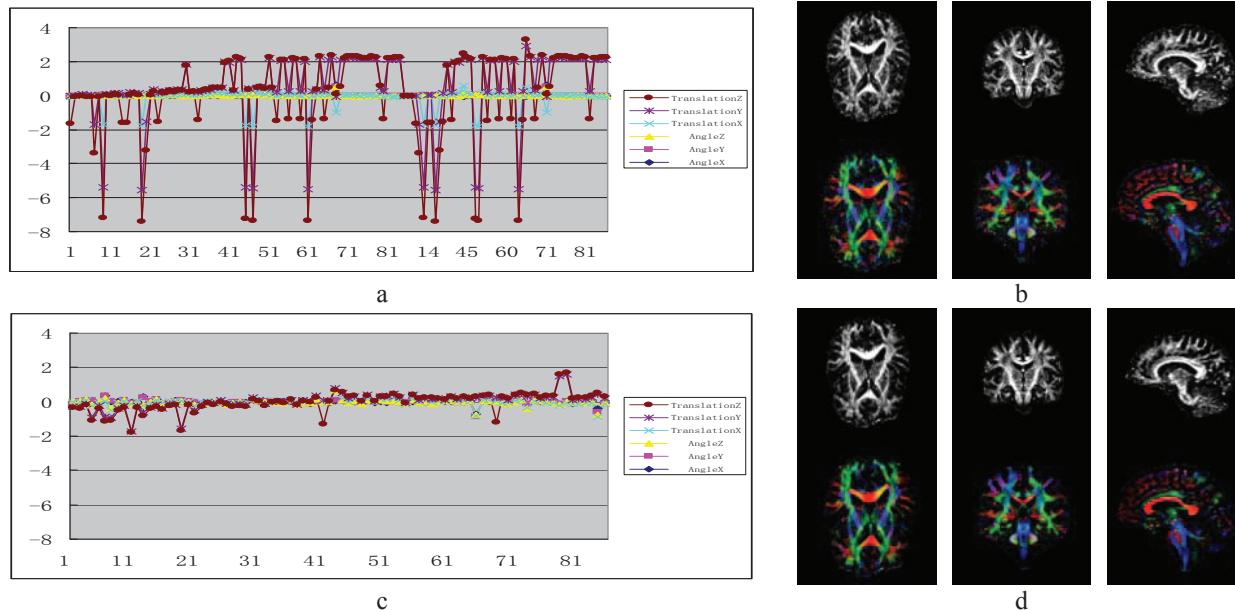 4
2
0
−2
−4
−6
−8
1 11 21 31 41 51 61 71 81 14 45 60 71 81
TranslationZ
TranslationY
TranslationX
AngleZ
AngleY
AngleX
a
b
4
2
0
−2
−4
−6
−8
1 11 21 31 41 51 61 71 81
TranslationZ
TranslationY
TranslationX
AngleZ
AngleY
AngleX
c
d